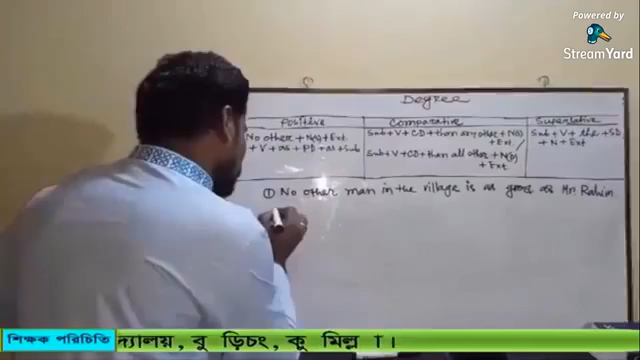 Powered by
StreamYard
Degree
Positive
No other + N(s) + Ext
+ V + as + PD + as + Sub
Comparative
Sub + V + CD + than any other + N(s)
+ Ext /
Sub + V + CD + than all other + N(p)
+ Ext
Superlative
Sub + V + the + SD
+ N + Ext
① No other man in the village is as good as Mr. Rahim
শিক্ষক পরিচিতি
দ্যালয়, বুড়িচং, কুমিল্লা।